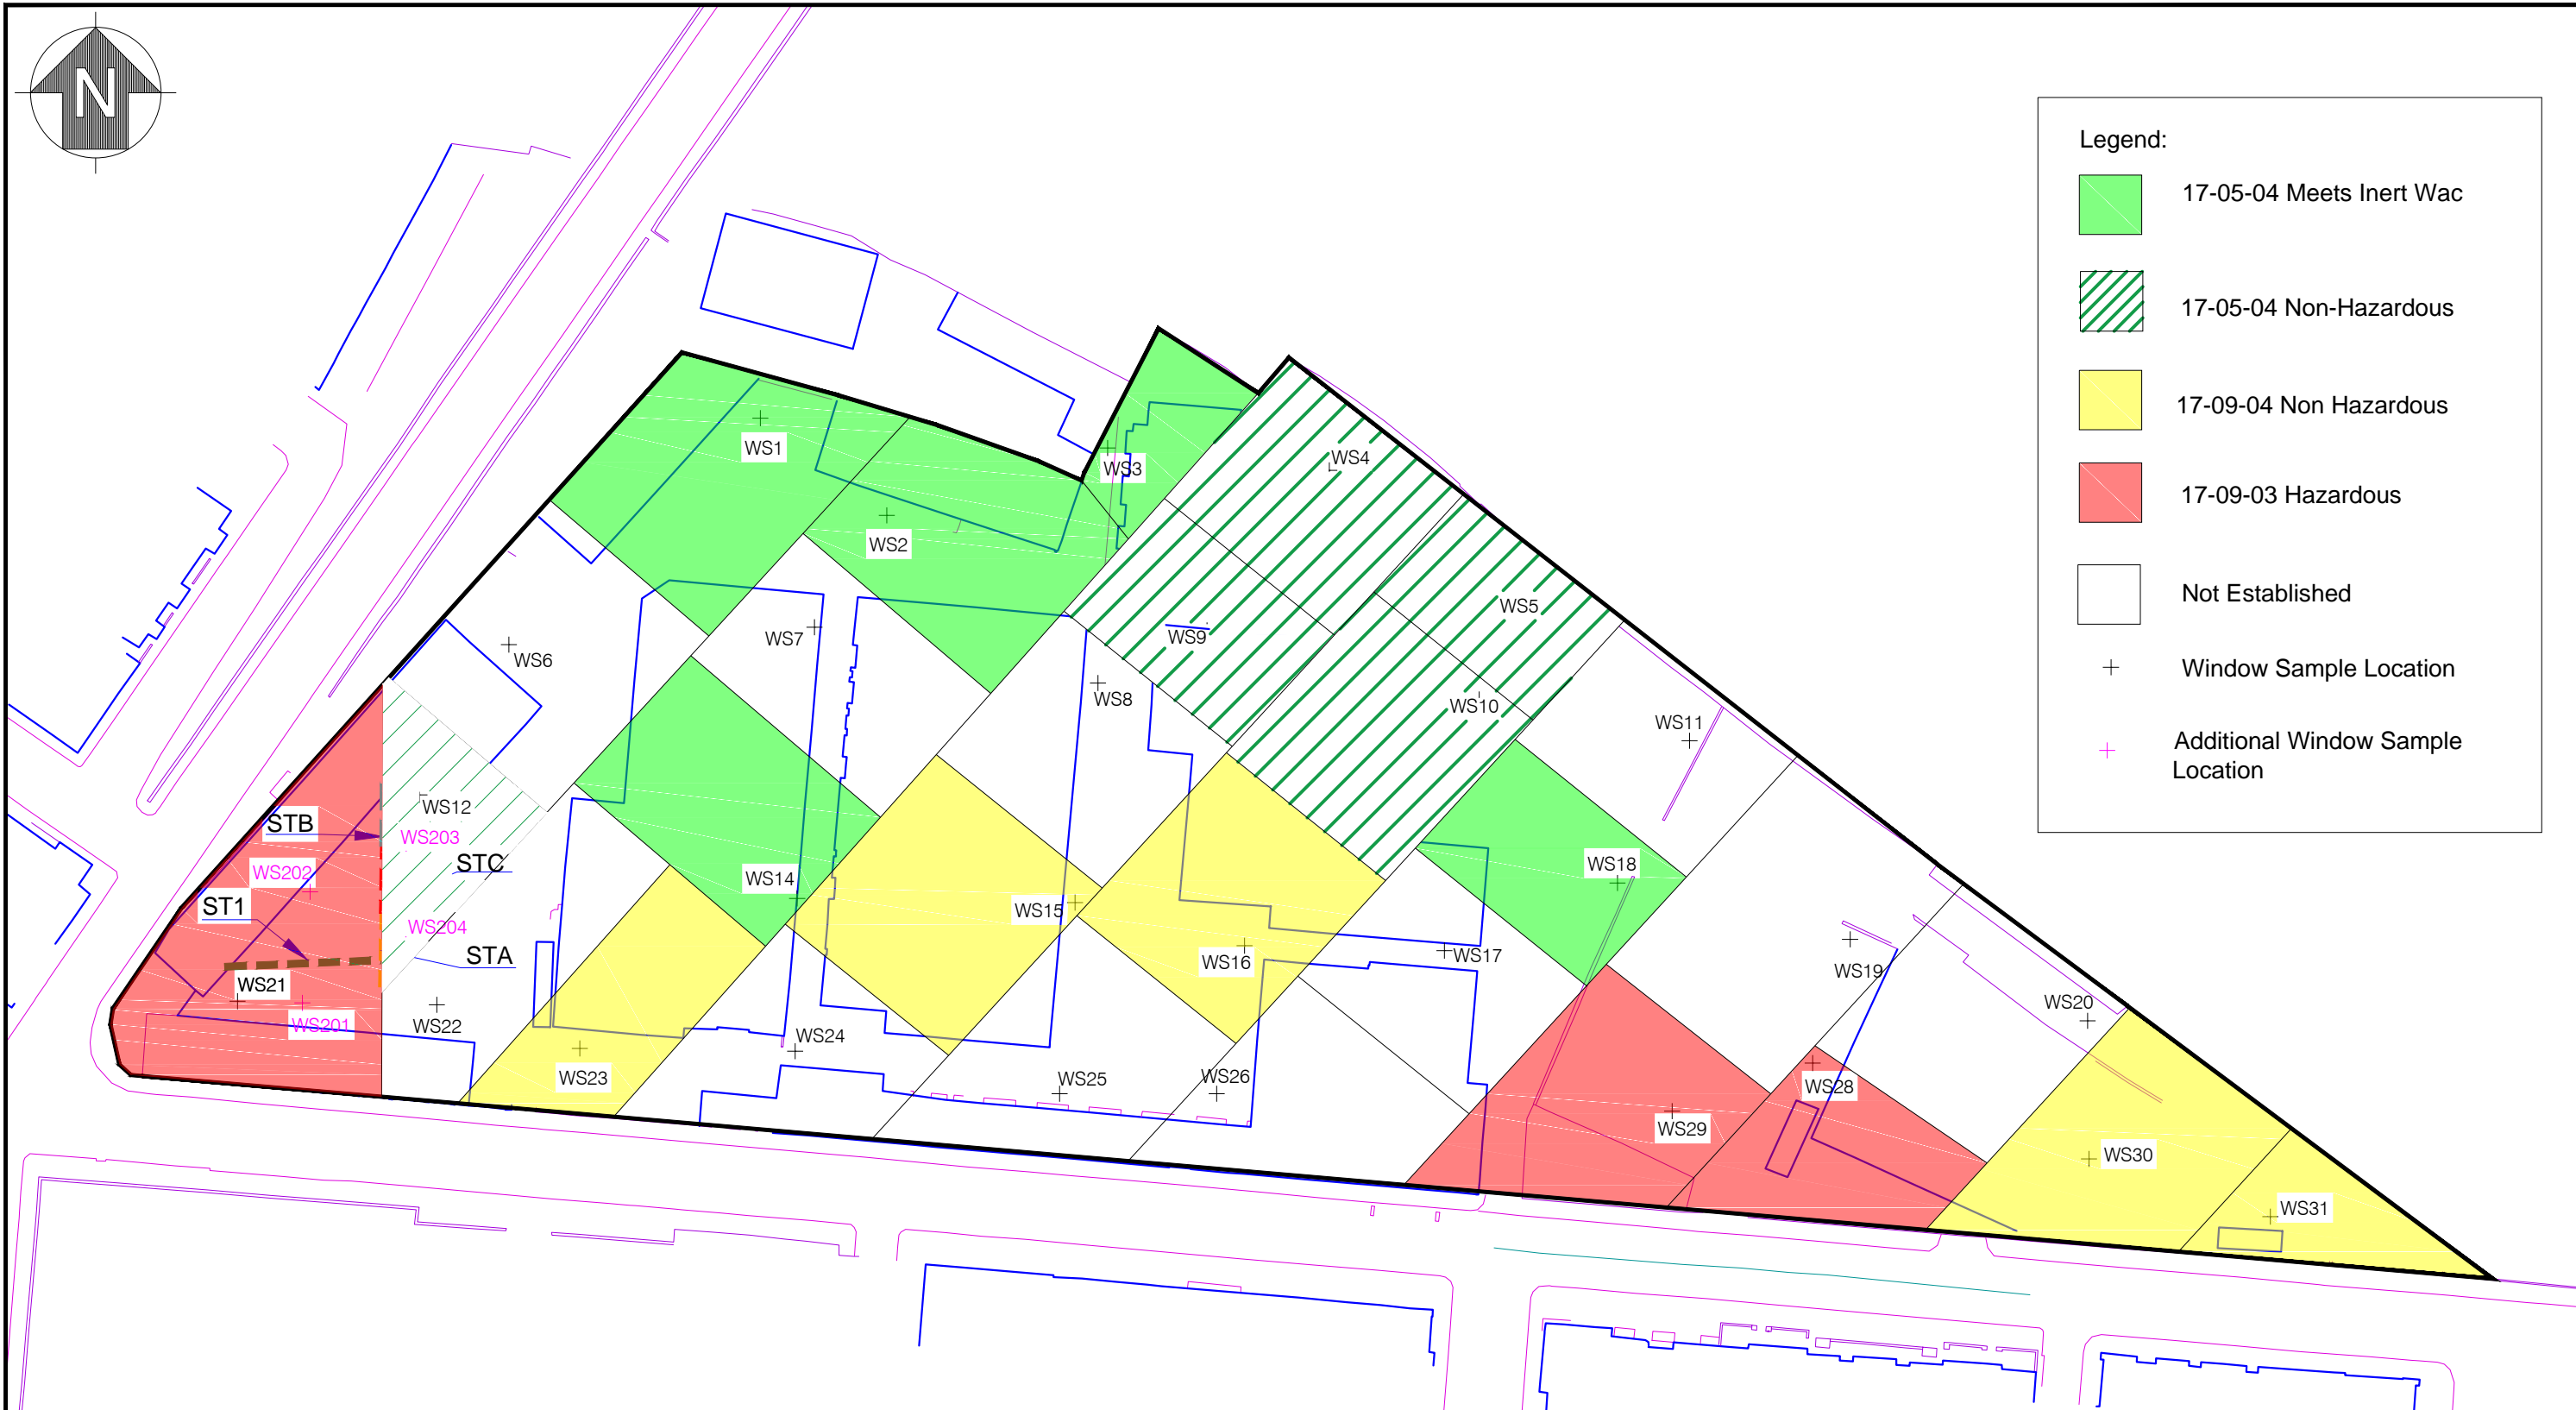 N
Legend:
17-05-04 Meets Inert Wac
17-05-04 Non-Hazardous
17-09-04 Non Hazardous
17-09-03 Hazardous
Not Established
Window Sample Location
Additional Window Sample
Location
WS1
WS2
WS3
WS4
WS5
WS6
WS7
WS8
WS9
WS10
WS11
WS12
STB
WS203
STC
WS202
ST1
WS204
STA
WS14
WS15
WS16
WS17
WS18
WS19
WS20
WS21
WS201
WS22
WS23
WS24
WS25
WS26
WS28
WS29
WS30
WS31